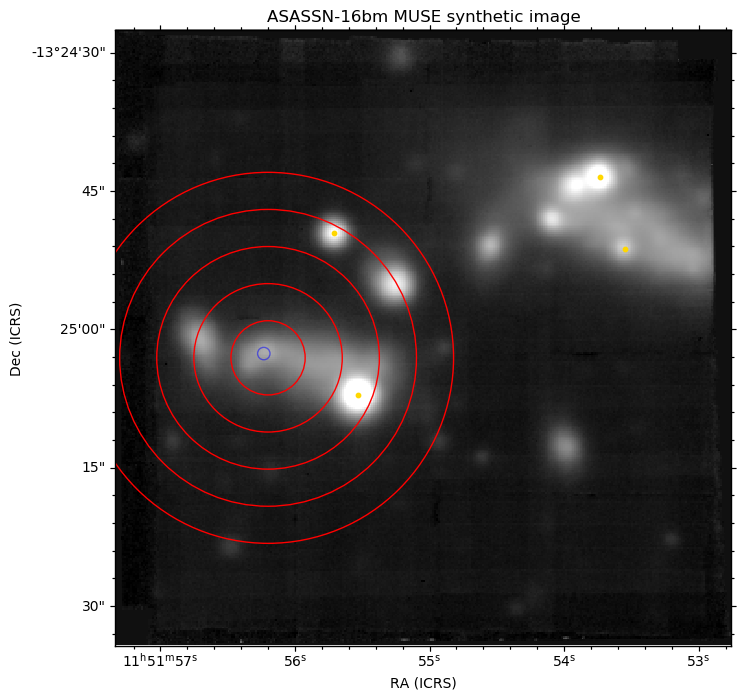 ASASSN-16bm MUSE synthetic image
-13°24'30"
45"
25'00"
15"
30"
Dec (ICRS)
11ʰ51ᵐ57ˢ 56ˢ 55ˢ 54ˢ 53ˢ
RA (ICRS)